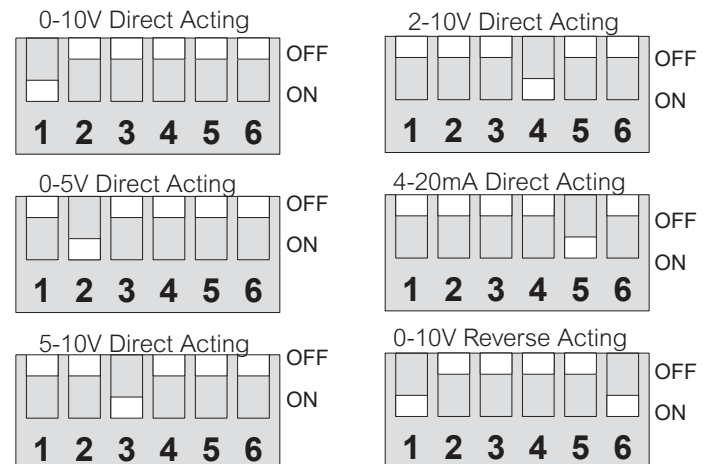 0-10V Direct Acting
OFF
ON
1 2 3 4 5 6
2-10V Direct Acting
OFF
ON
1 2 3 4 5 6
0-5V Direct Acting
OFF
ON
1 2 3 4 5 6
4-20mA Direct Acting
OFF
ON
1 2 3 4 5 6
5-10V Direct Acting
OFF
ON
1 2 3 4 5 6
0-10V Reverse Acting
OFF
ON
1 2 3 4 5 6